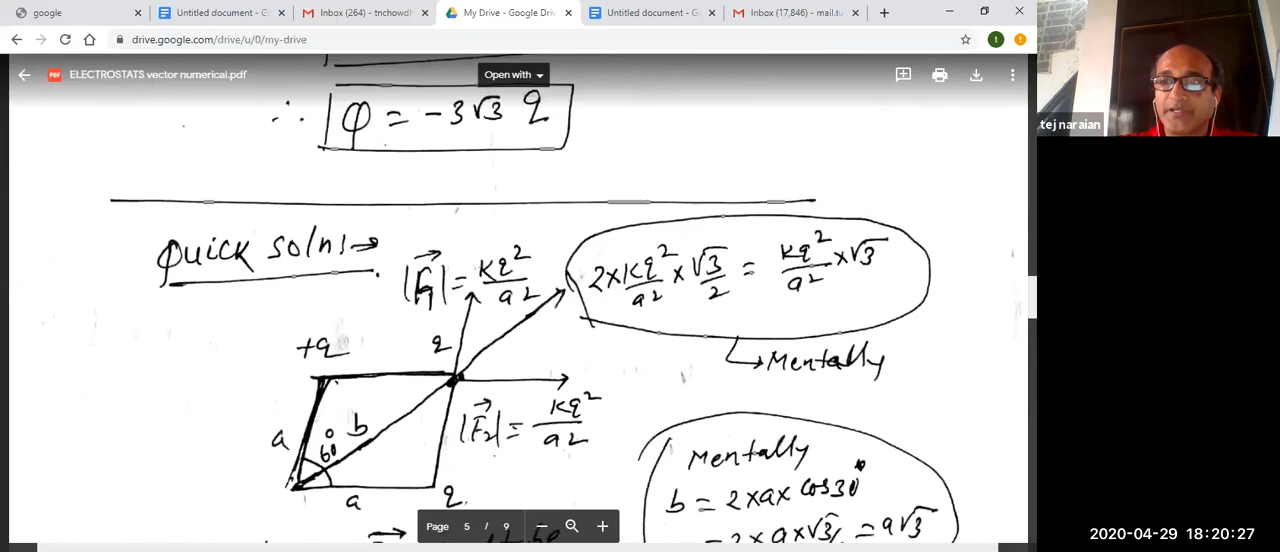 google
Untitled document - G
Inbox (264) - tnchowdh
My Drive - Google Driv
Untitled document - G
Inbox (17,846) - mail.tu
drive.google.com/drive/u/0/my-drive
t
PDF ELECTROSTATS vector numerical.pdf
Open with
tej naraian
∴ φ = -3√3 q
Quick Solns→
|F₁| = kq²/a²
2×kq²/a² × √3/2 = kq²/a² ×√3
→Mentally
+q
q
|F₂| = kq²/a²
a
b
60°
a
q
Mentally
b = 2×a×cos30°
= 2×a×√3/2 = a√3
Page 5 / 9
2020-04-29 18:20:27